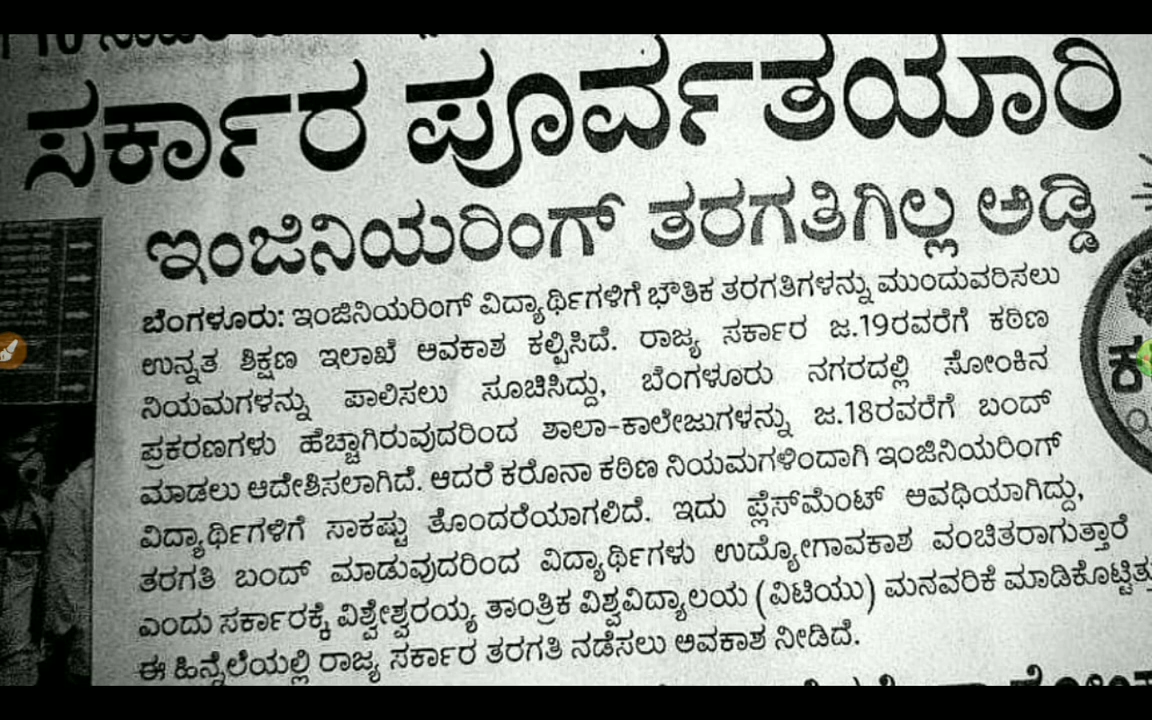 ಸರ್ಕಾರ ಪೂರ್ವತಯಾರಿ
ಇಂಜಿನಿಯರಿಂಗ್ ತರಗತಿಗಿಲ್ಲ ಅಡ್ಡಿ
ಬೆಂಗಳೂರು: ಇಂಜಿನಿಯರಿಂಗ್ ವಿದ್ಯಾರ್ಥಿಗಳಿಗೆ ಭೌತಿಕ ತರಗತಿಗಳನ್ನು ಮುಂದುವರಿಸಲು
ಉನ್ನತ ಶಿಕ್ಷಣ ಇಲಾಖೆ ಅವಕಾಶ ಕಲ್ಪಿಸಿದೆ. ರಾಜ್ಯ ಸರ್ಕಾರ ಜ.19ರವರೆಗೆ ಕಠಿಣ
ನಿಯಮಗಳನ್ನು ಪಾಲಿಸಲು ಸೂಚಿಸಿದ್ದು, ಬೆಂಗಳೂರು ನಗರದಲ್ಲಿ ಸೋಂಕಿನ
ಪ್ರಕರಣಗಳು ಹೆಚ್ಚಾಗಿರುವುದರಿಂದ ಶಾಲಾ-ಕಾಲೇಜುಗಳನ್ನು ಜ.18ರವರೆಗೆ ಬಂದ್
ಮಾಡಲು ಆದೇಶಿಸಲಾಗಿದೆ. ಆದರೆ ಕರೊನಾ ಕಠಿಣ ನಿಯಮಗಳಿಂದಾಗಿ ಇಂಜಿನಿಯರಿಂಗ್
ವಿದ್ಯಾರ್ಥಿಗಳಿಗೆ ಸಾಕಷ್ಟು ತೊಂದರೆಯಾಗಲಿದೆ. ಇದು ಪ್ಲೆಸ್‌ಮೆಂಟ್ ಅವಧಿಯಾಗಿದ್ದು,
ತರಗತಿ ಬಂದ್ ಮಾಡುವುದರಿಂದ ವಿದ್ಯಾರ್ಥಿಗಳು ಉದ್ಯೋಗಾವಕಾಶ ವಂಚಿತರಾಗುತ್ತಾರೆ
ಎಂದು ಸರ್ಕಾರಕ್ಕೆ ವಿಶ್ವೇಶ್ವರಯ್ಯ ತಾಂತ್ರಿಕ ವಿಶ್ವವಿದ್ಯಾಲಯ (ವಿಟಿಯು) ಮನವರಿಕೆ
ಈ ಹಿನ್ನೆಲೆಯಲ್ಲಿ ರಾಜ್ಯ ಸರ್ಕಾರ ತರಗತಿ ನಡೆಸಲು ಅವಕಾಶ ನೀಡಿದೆ.